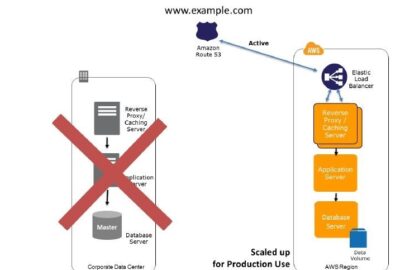 www.example.com
Amazon
Route 53
Active
AWS
Elastic
Load
Balancer
Reverse
Proxy/
Caching
Server
Reverse
Proxy /
Caching
Server
Application
Server
Application
Server
Master
Database
Server
Database
Server
Scaled up
for Production Use
Data
Volume
Corporate Data Center
AWS Region